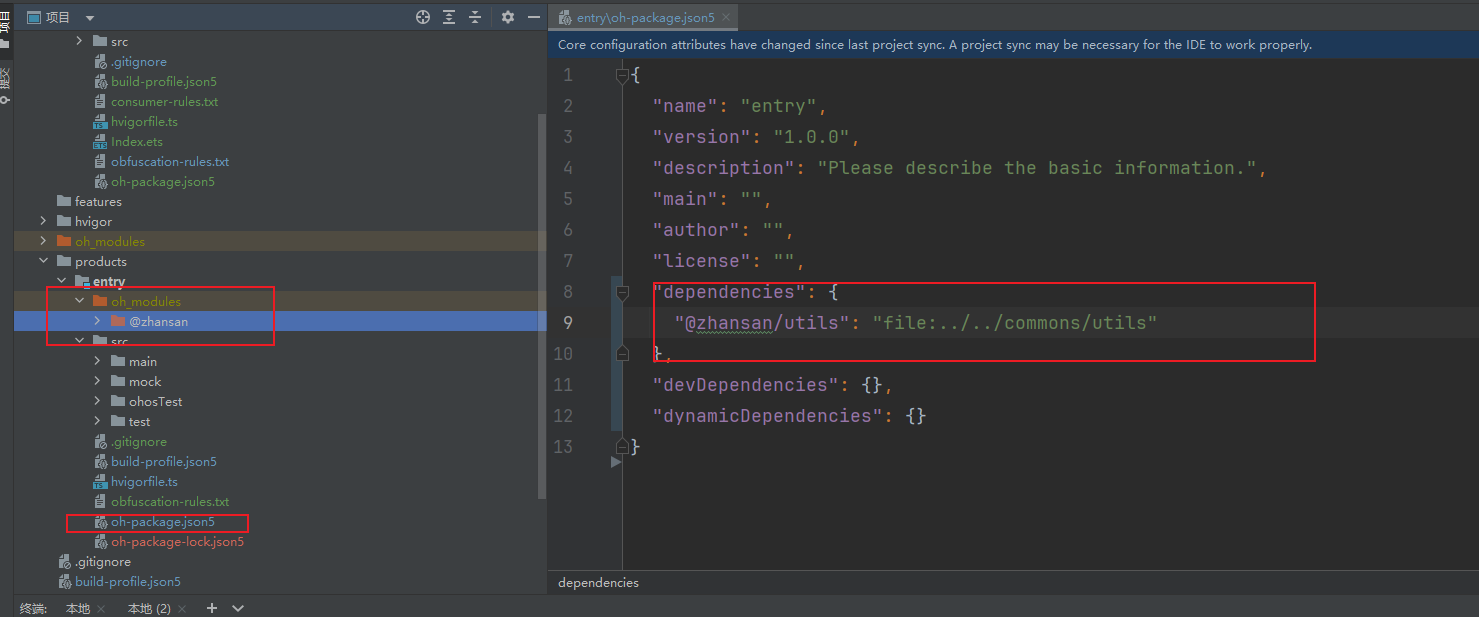 项目
项目
提交
src
.gitignore
build-profile.json5
consumer-rules.txt
hvigorfile.ts
Index.ets
obfuscation-rules.txt
oh-package.json5
features
hvigor
oh_modules
products
entry
oh_modules
@zhansan
src
main
mock
ohosTest
test
.gitignore
build-profile.json5
hvigorfile.ts
obfuscation-rules.txt
oh-package.json5
oh-package-lock.json5
.gitignore
build-profile.json5
entry\oh-package.json5
Core configuration attributes have changed since last project sync. A project sync may be necessary for the IDE to work properly.
1 {
2 "name": "entry",
3 "version": "1.0.0",
4 "description": "Please describe the basic information.",
5 "main": "",
6 "author": "",
7 "license": "",
8 "dependencies": {
9 "@zhansan/utils": "file:../../commons/utils"
10 },
11 "devDependencies": {},
12 "dynamicDependencies": {}
13 }
dependencies
终端: 本地 本地 (2)